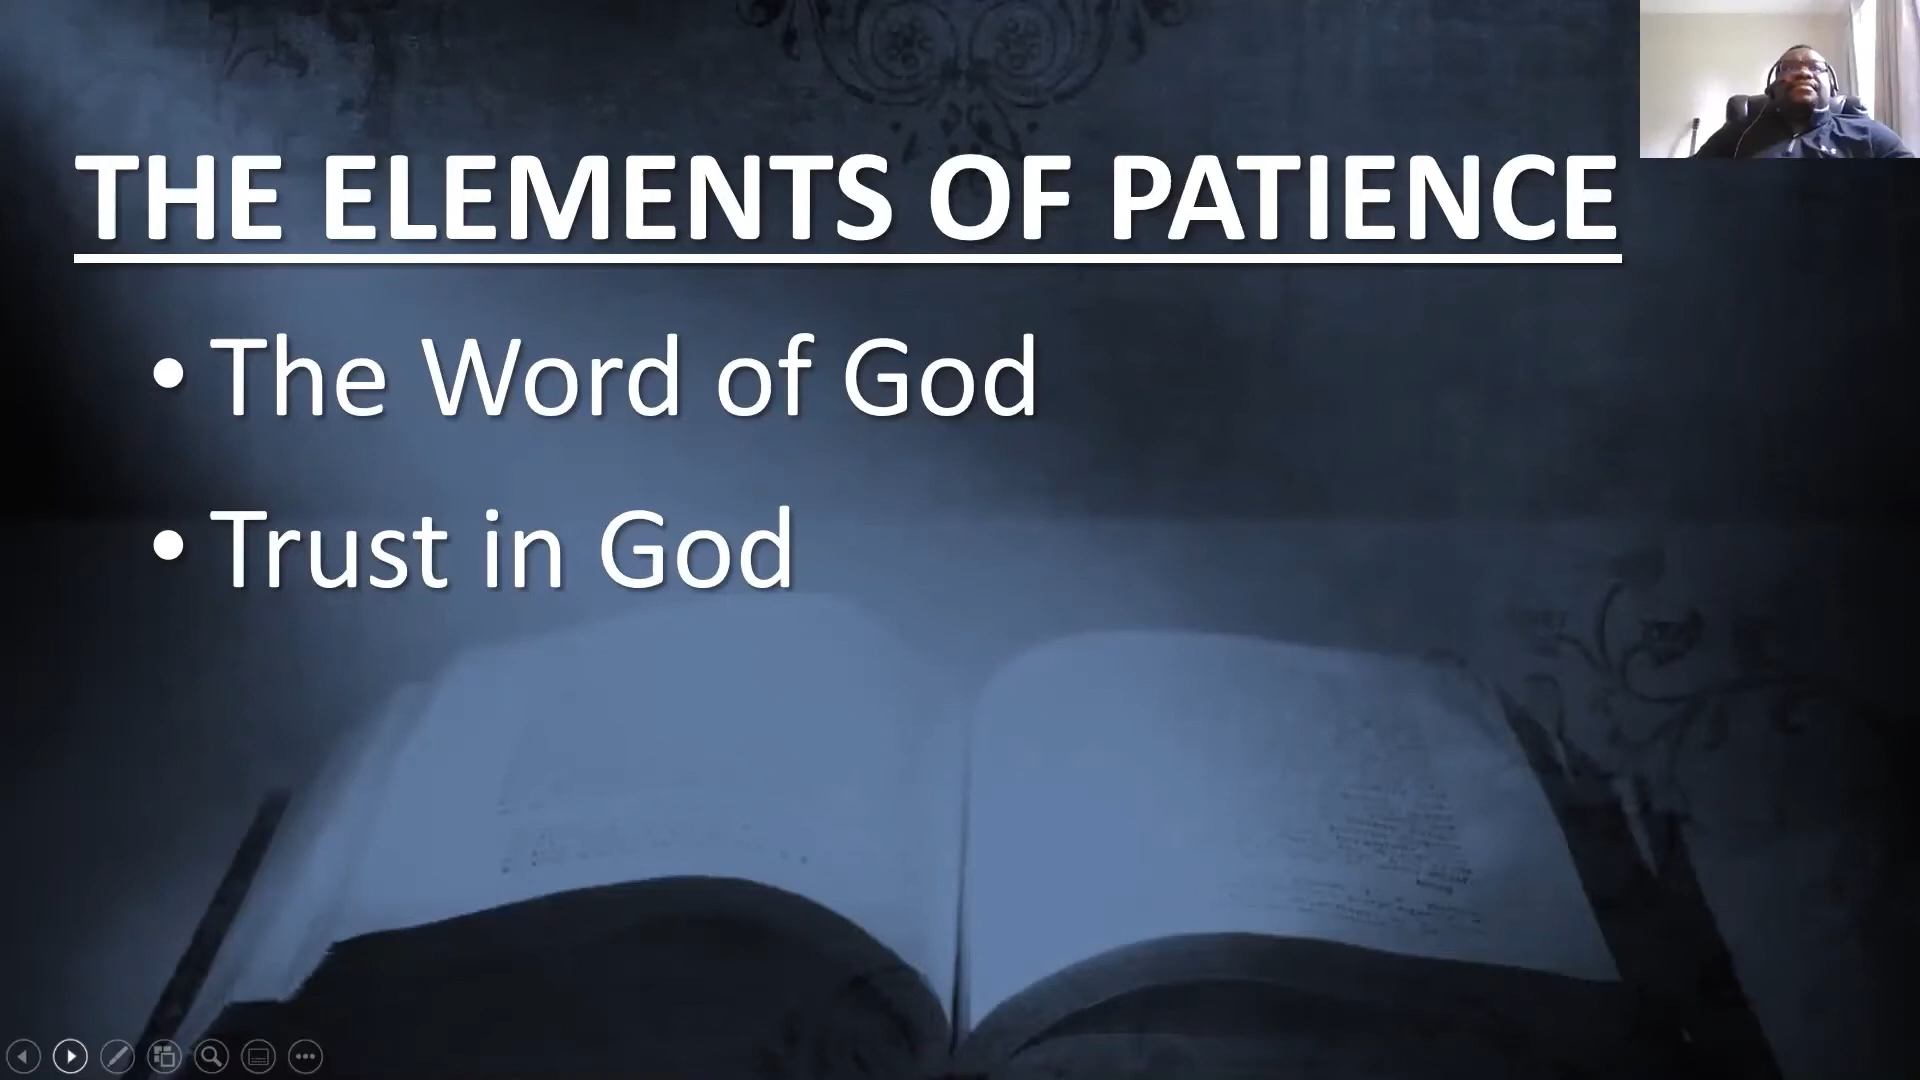 THE ELEMENTS OF PATIENCE
• The Word of God
• Trust in God